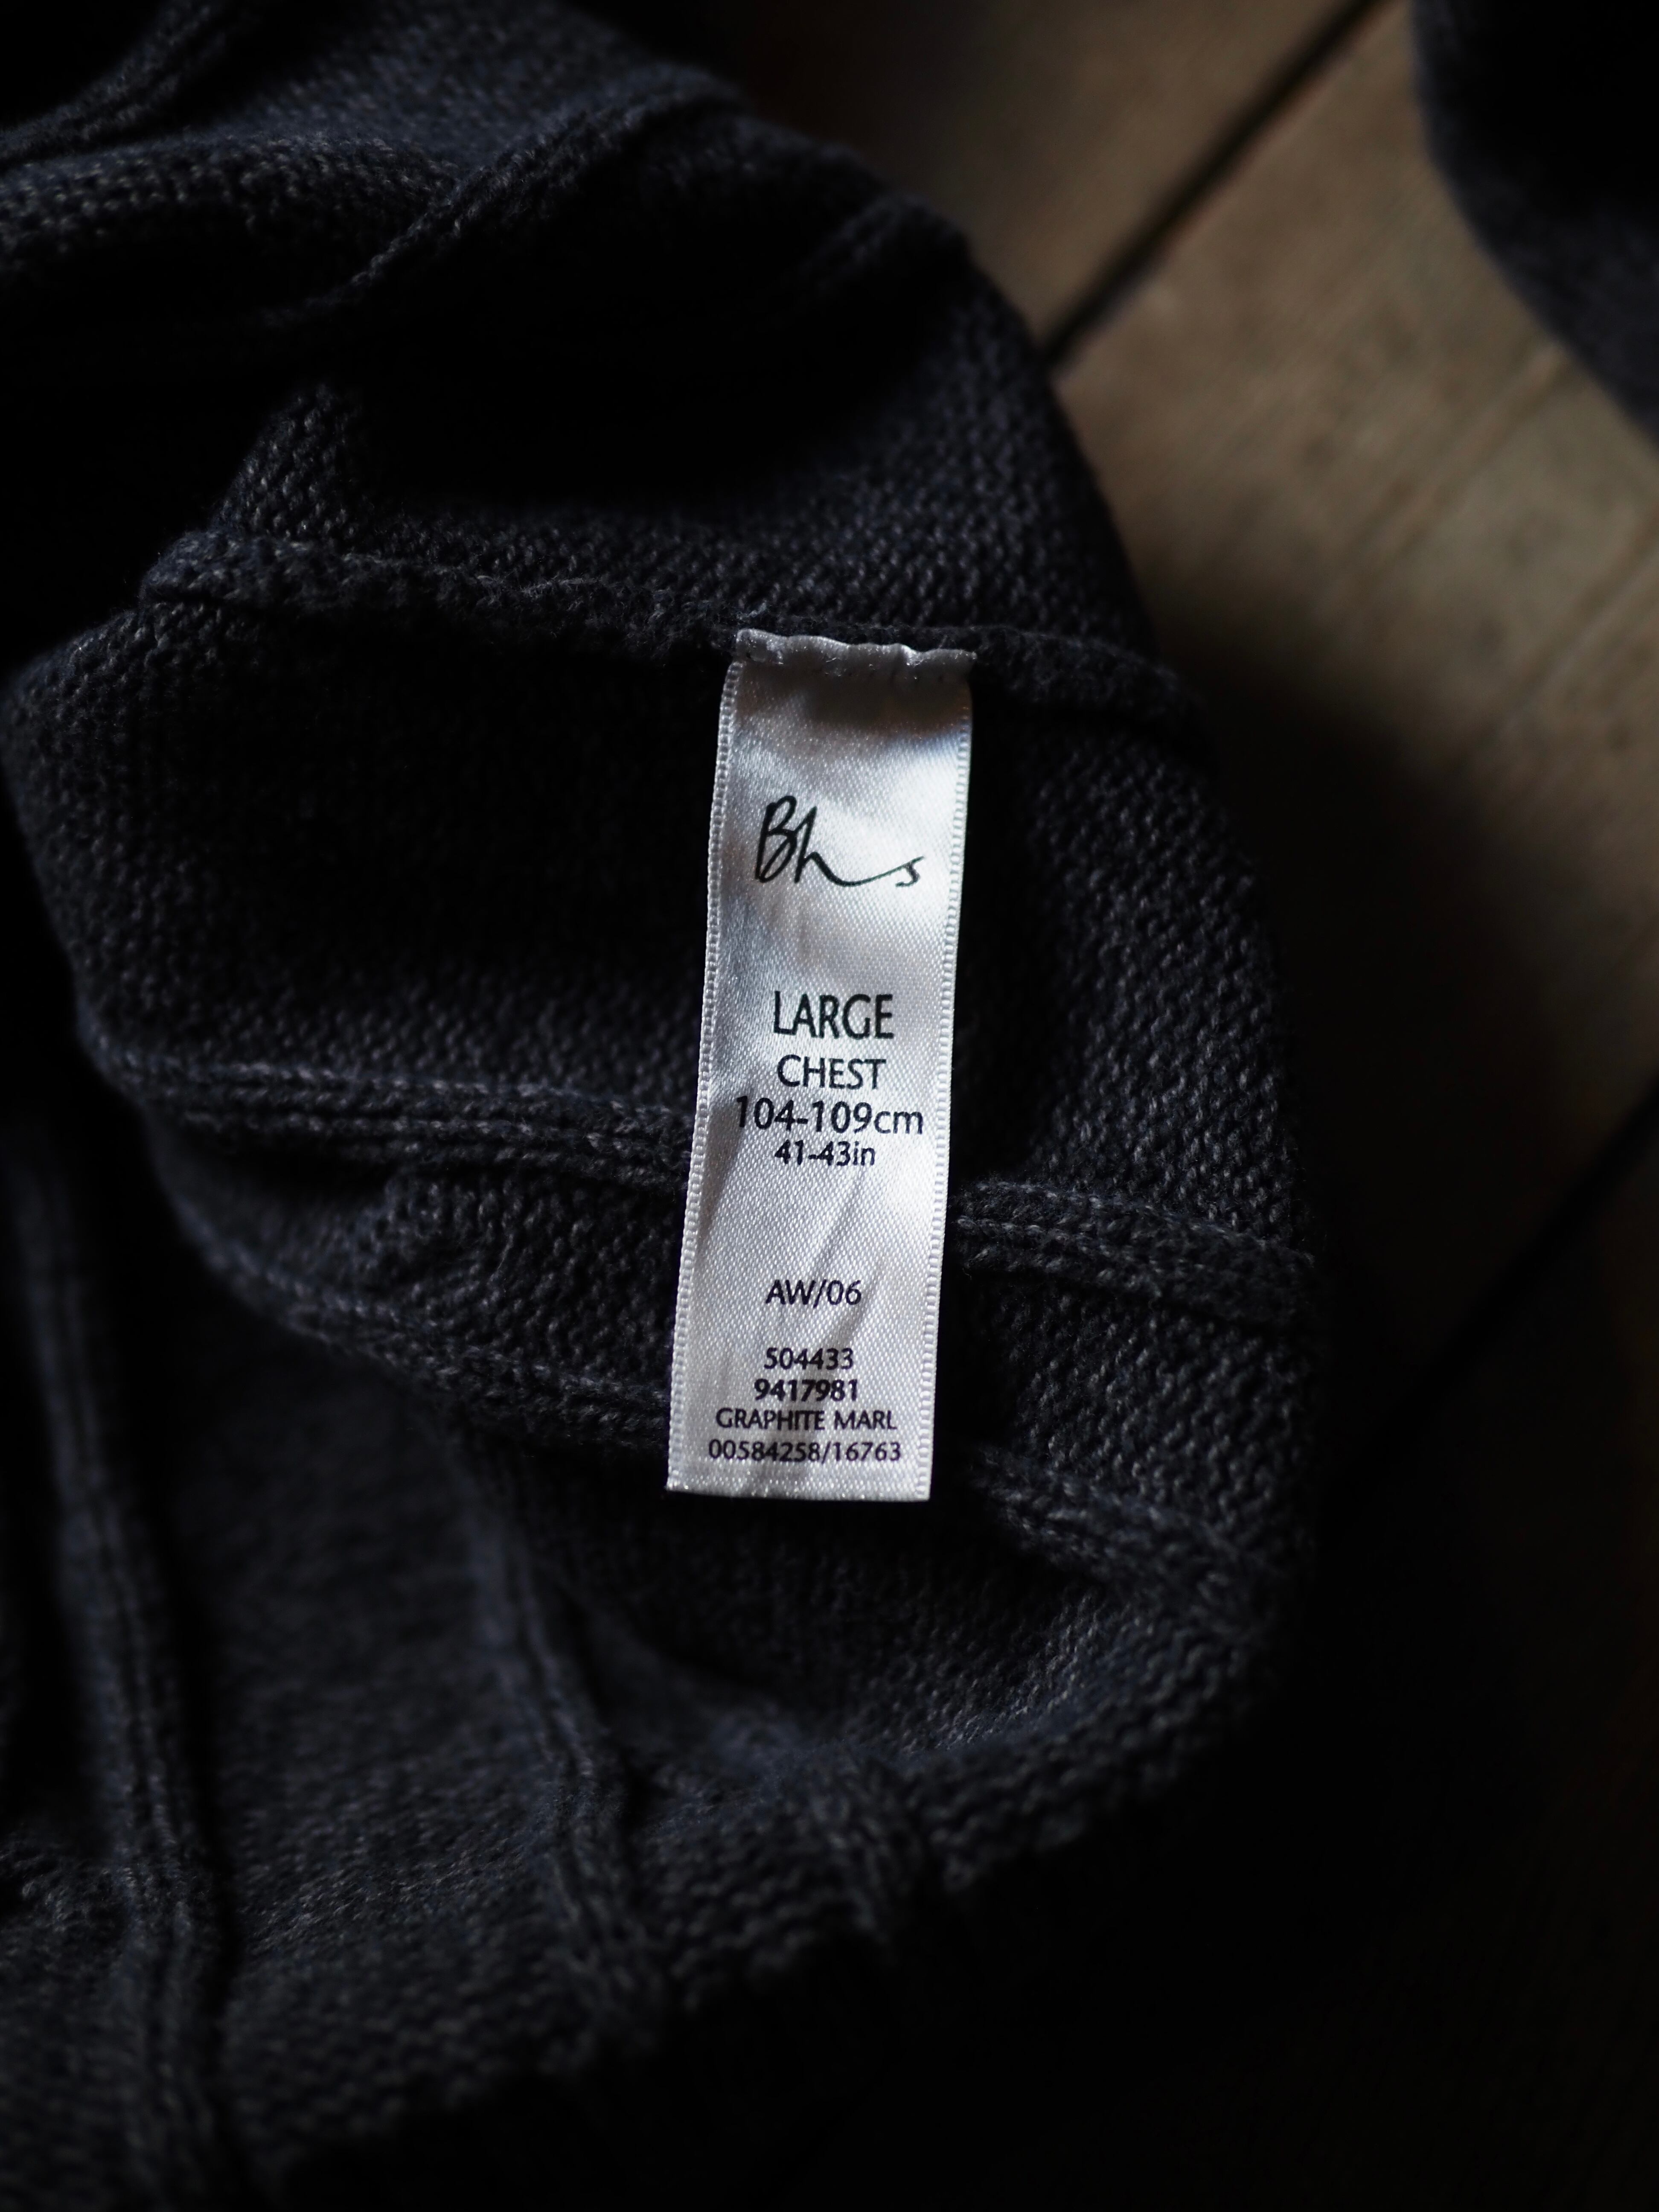 Bhs
LARGE
CHEST
104-109cm
41-43in
AW/06
504433
9417981
GRAPHITE MARL
00584258/16763